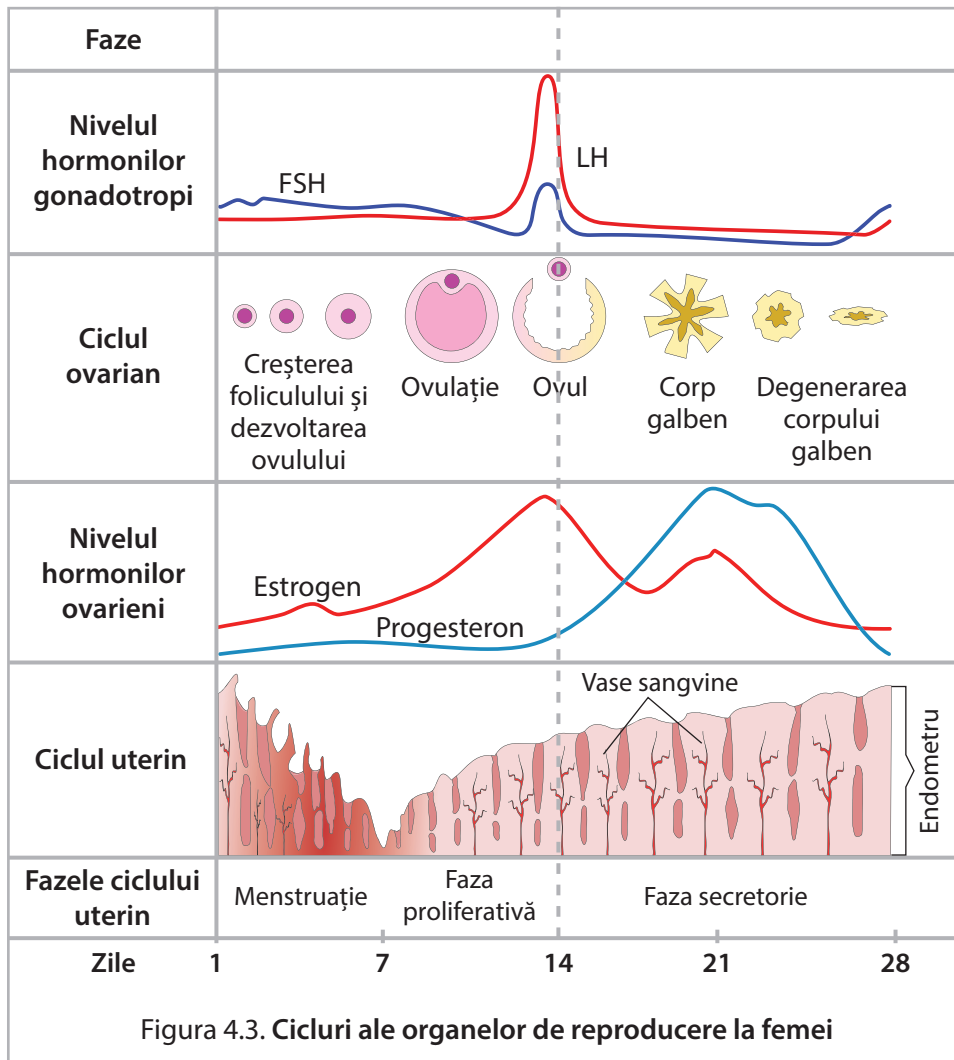 Faze
Nivelul
hormonilor
gonadotropi
FSH
LH
Ciclul
ovarian
Creșterea
foliculului și
dezvoltarea
ovulului
Ovulație
Ovul
Corp
galben
Degenerarea
corpului
galben
Nivelul
hormonilor
ovarieni
Estrogen
Progesteron
Ciclul uterin
Vase sangvine
Endometru
Fazele ciclului
uterin
Menstruație
Faza
proliferativă
Faza secretorie
Zile
1 7 14 21 28
Figura 4.3. Cicluri ale organelor de reproducere la femei